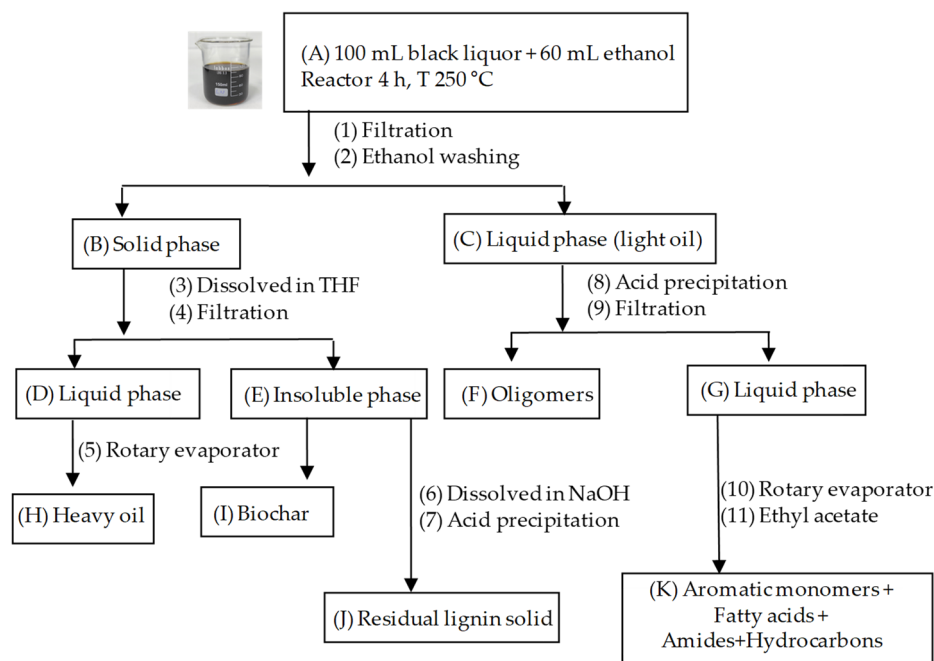 (A) 100 mL black liquor + 60 mL ethanol
Reactor 4 h, T 250 °C
(1) Filtration
(2) Ethanol washing
(B) Solid phase
(C) Liquid phase (light oil)
(3) Dissolved in THF
(4) Filtration
(8) Acid precipitation
(9) Filtration
(D) Liquid phase
(E) Insoluble phase
(F) Oligomers
(G) Liquid phase
(5) Rotary evaporator
(6) Dissolved in NaOH
(7) Acid precipitation
(10) Rotary evaporator
(11) Ethyl acetate
(H) Heavy oil
(I) Biochar
(J) Residual lignin solid
(K) Aromatic monomers +
Fatty acids +
Amides+Hydrocarbons